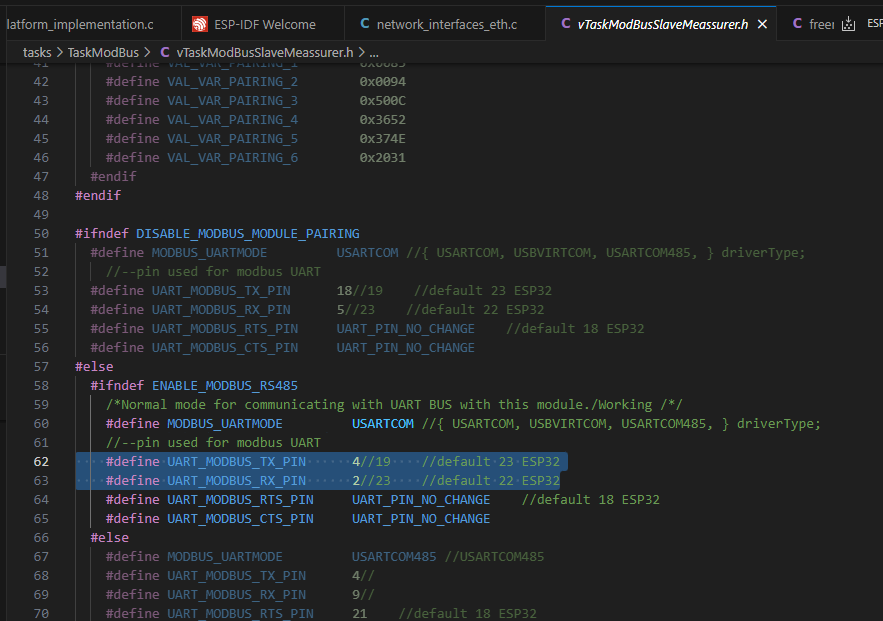 latform_implementation.c
ESP-IDF Welcome
C network_interfaces_eth.c
C vTaskModBusSlaveMeassurer.h ×
C freer
ESP
tasks > TaskModBus > C vTaskModBusSlaveMeassurer.h > ...
41 #define VAL_VAR_PAIRING_1 0x0085
42 #define VAL_VAR_PAIRING_2 0x0094
43 #define VAL_VAR_PAIRING_3 0x500C
44 #define VAL_VAR_PAIRING_4 0x3652
45 #define VAL_VAR_PAIRING_5 0x374E
46 #define VAL_VAR_PAIRING_6 0x2031
47 #endif
48 #endif
49
50 #ifndef DISABLE_MODBUS_MODULE_PAIRING
51 #define MODBUS_UARTMODE USARTCOM //{ USARTCOM, USBVIRTCOM, USARTCOM485, } driverType;
52 //--pin used for modbus UART
53 #define UART_MODBUS_TX_PIN 18//19 //default 23 ESP32
54 #define UART_MODBUS_RX_PIN 5//23 //default 22 ESP32
55 #define UART_MODBUS_RTS_PIN UART_PIN_NO_CHANGE //default 18 ESP32
56 #define UART_MODBUS_CTS_PIN UART_PIN_NO_CHANGE
57 #else
58 #ifndef ENABLE_MODBUS_RS485
59 /*Normal mode for communicating with UART BUS with this module./Working /*/
60 #define MODBUS_UARTMODE USARTCOM //{ USARTCOM, USBVIRTCOM, USARTCOM485, } driverType;
61 //--pin used for modbus UART
62 #define UART_MODBUS_TX_PIN 4//19 //default 23 ESP32
63 #define UART_MODBUS_RX_PIN 2//23 //default 22 ESP32
64 #define UART_MODBUS_RTS_PIN UART_PIN_NO_CHANGE //default 18 ESP32
65 #define UART_MODBUS_CTS_PIN UART_PIN_NO_CHANGE
66 #else
67 #define MODBUS_UARTMODE USARTCOM485 //USARTCOM485
68 #define UART_MODBUS_TX_PIN 4//
69 #define UART_MODBUS_RX_PIN 9//
70 #define UART_MODBUS_RTS_PIN 21 //default 18 ESP32